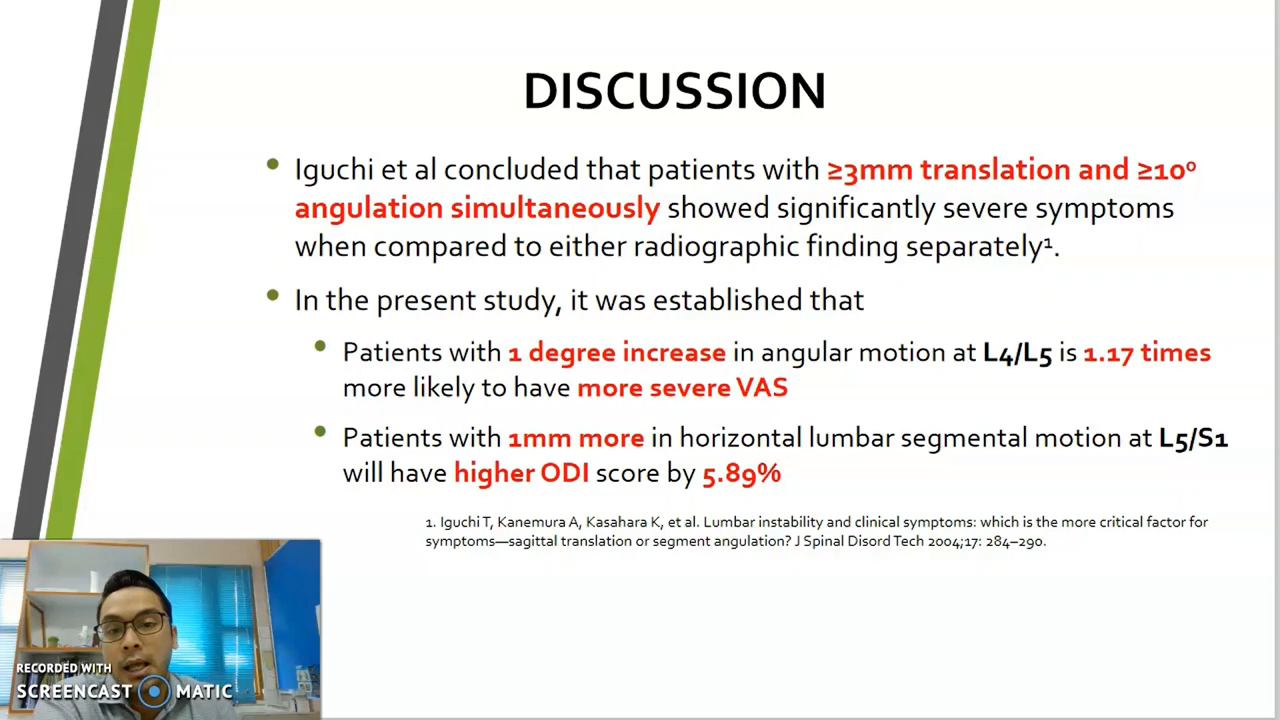 DISCUSSION
• Iguchi et al concluded that patients with ≥3mm translation and ≥10º
angulation simultaneously showed significantly severe symptoms
when compared to either radiographic finding separately¹.
• In the present study, it was established that
• Patients with 1 degree increase in angular motion at L4/L5 is 1.17 times
more likely to have more severe VAS
• Patients with 1mm more in horizontal lumbar segmental motion at L5/S1
will have higher ODI score by 5.89%
1. Iguchi T, Kanemura A, Kasahara K, et al. Lumbar instability and clinical symptoms: which is the more critical factor for
symptoms—sagittal translation or segment angulation? J Spinal Disord Tech 2004;17: 284–290.
RECORDED WITH
SCREENCAST MATIC